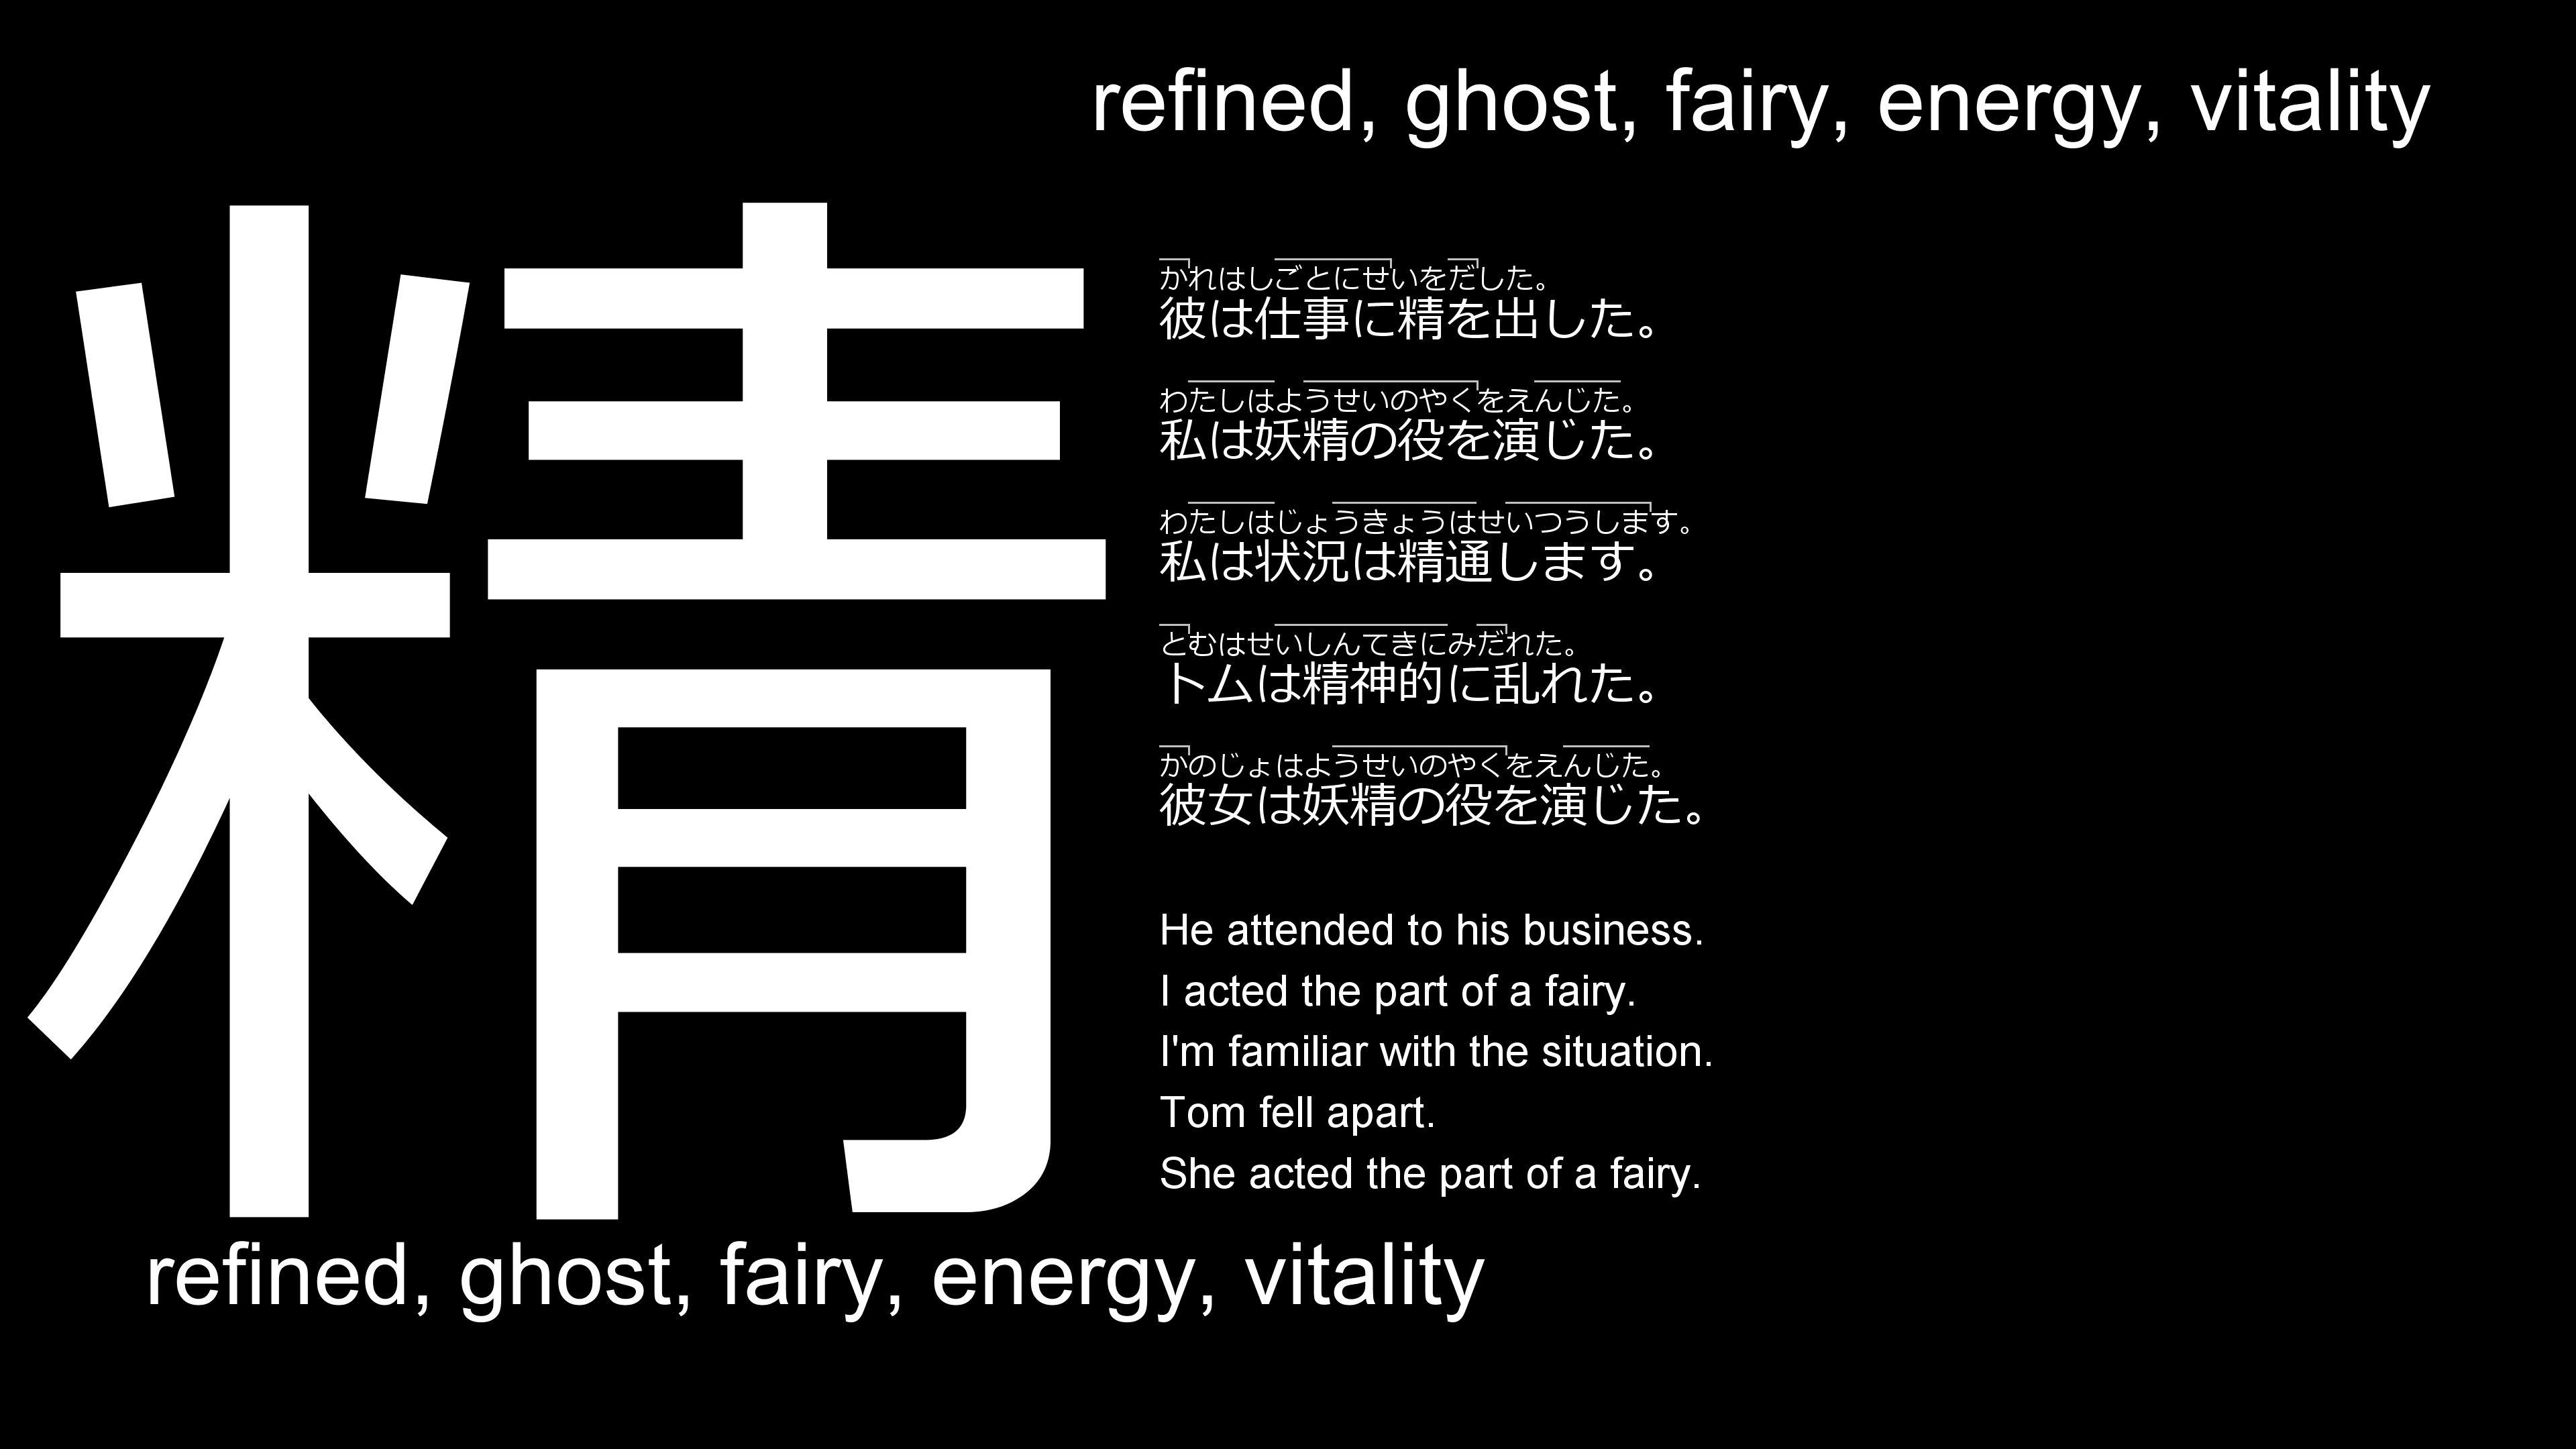 refined, ghost, fairy, energy, vitality
精
かれはしごとにせいをだした。
彼は仕事に精を出した。
わたしはようせいのやくをえんじた。
私は妖精の役を演じた。
わたしはじょうきょうはせいつうします。
私は状況は精通します。
とむはせいしんてきにみだれた。
トムは精神的に乱れた。
かのじょはようせいのやくをえんじた。
彼女は妖精の役を演じた。
He attended to his business.
I acted the part of a fairy.
I'm familiar with the situation.
Tom fell apart.
She acted the part of a fairy.
refined, ghost, fairy, energy, vitality